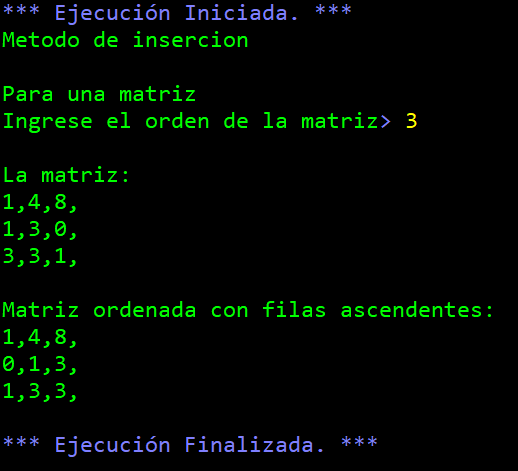 *** Ejecución Iniciada. ***
Metodo de insercion
Para una matriz
Ingrese el orden de la matriz> 3
La matriz:
1,4,8,
1,3,0,
3,3,1,
Matriz ordenada con filas ascendentes:
1,4,8,
0,1,3,
1,3,3,
*** Ejecución Finalizada. ***